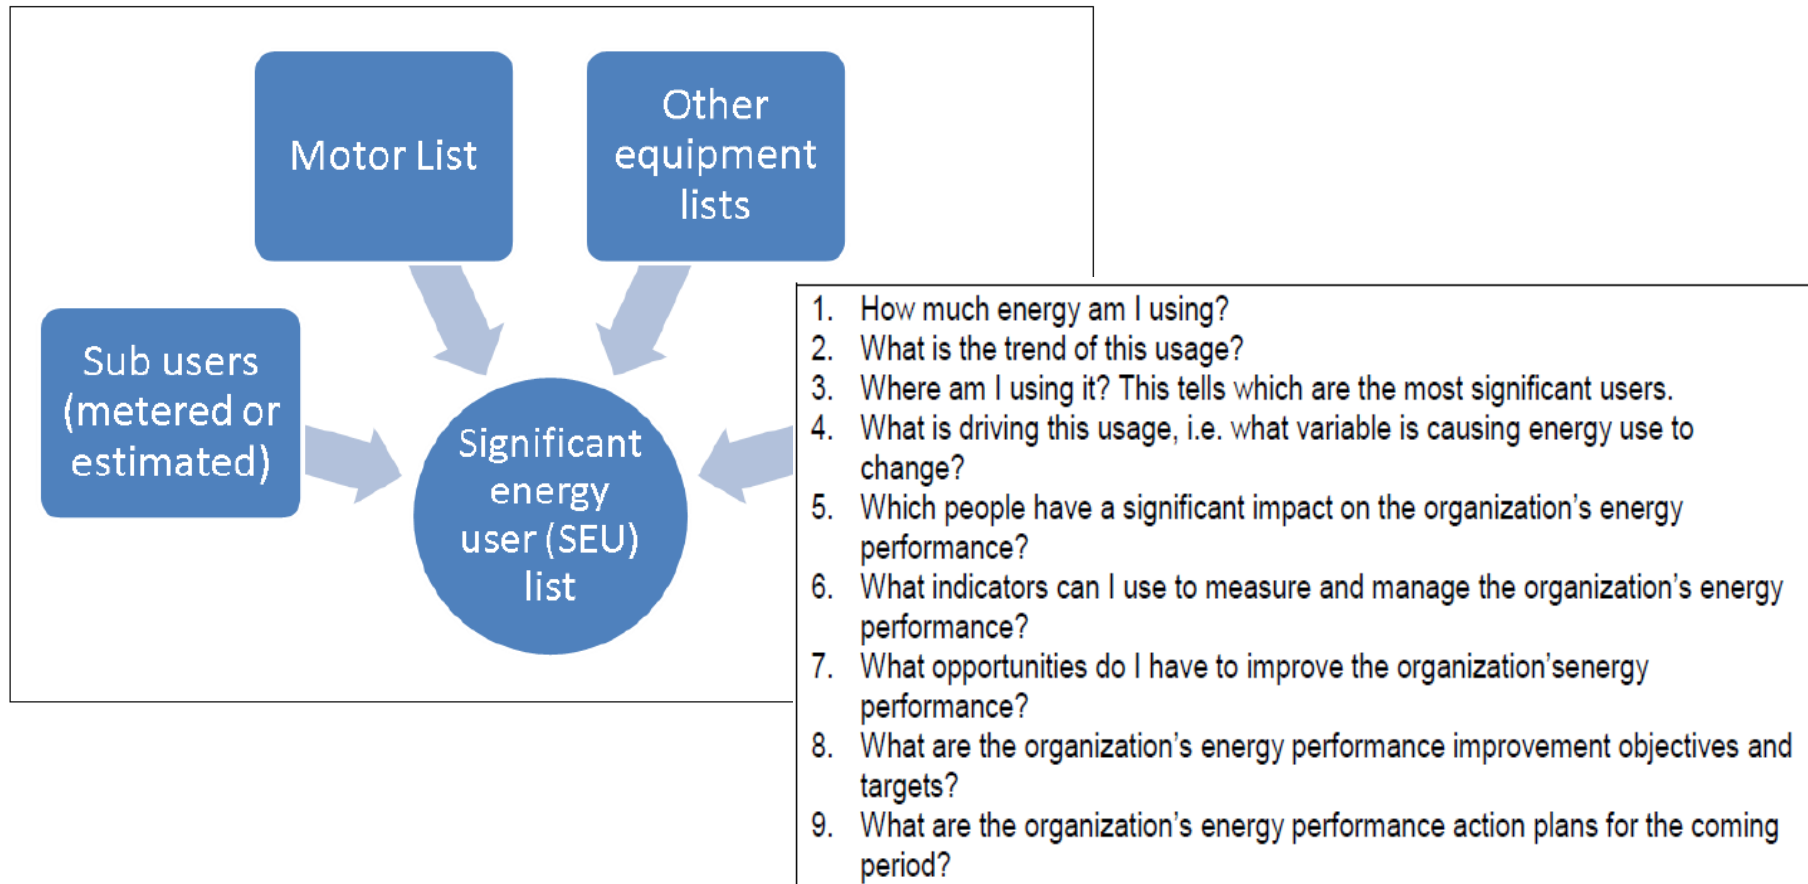 Motor List
Other
equipment
lists
Sub users
(metered or
estimated)
Significant
energy
user (SEU)
list
1. How much energy am I using?
2. What is the trend of this usage?
3. Where am I using it? This tells which are the most significant users.
4. What is driving this usage, i.e. what variable is causing energy use to
change?
5. Which people have a significant impact on the organization’s energy
performance?
6. What indicators can I use to measure and manage the organization’s energy
performance?
7. What opportunities do I have to improve the organization’senergy
performance?
8. What are the organization’s energy performance improvement objectives and
targets?
9. What are the organization’s energy performance action plans for the coming
period?